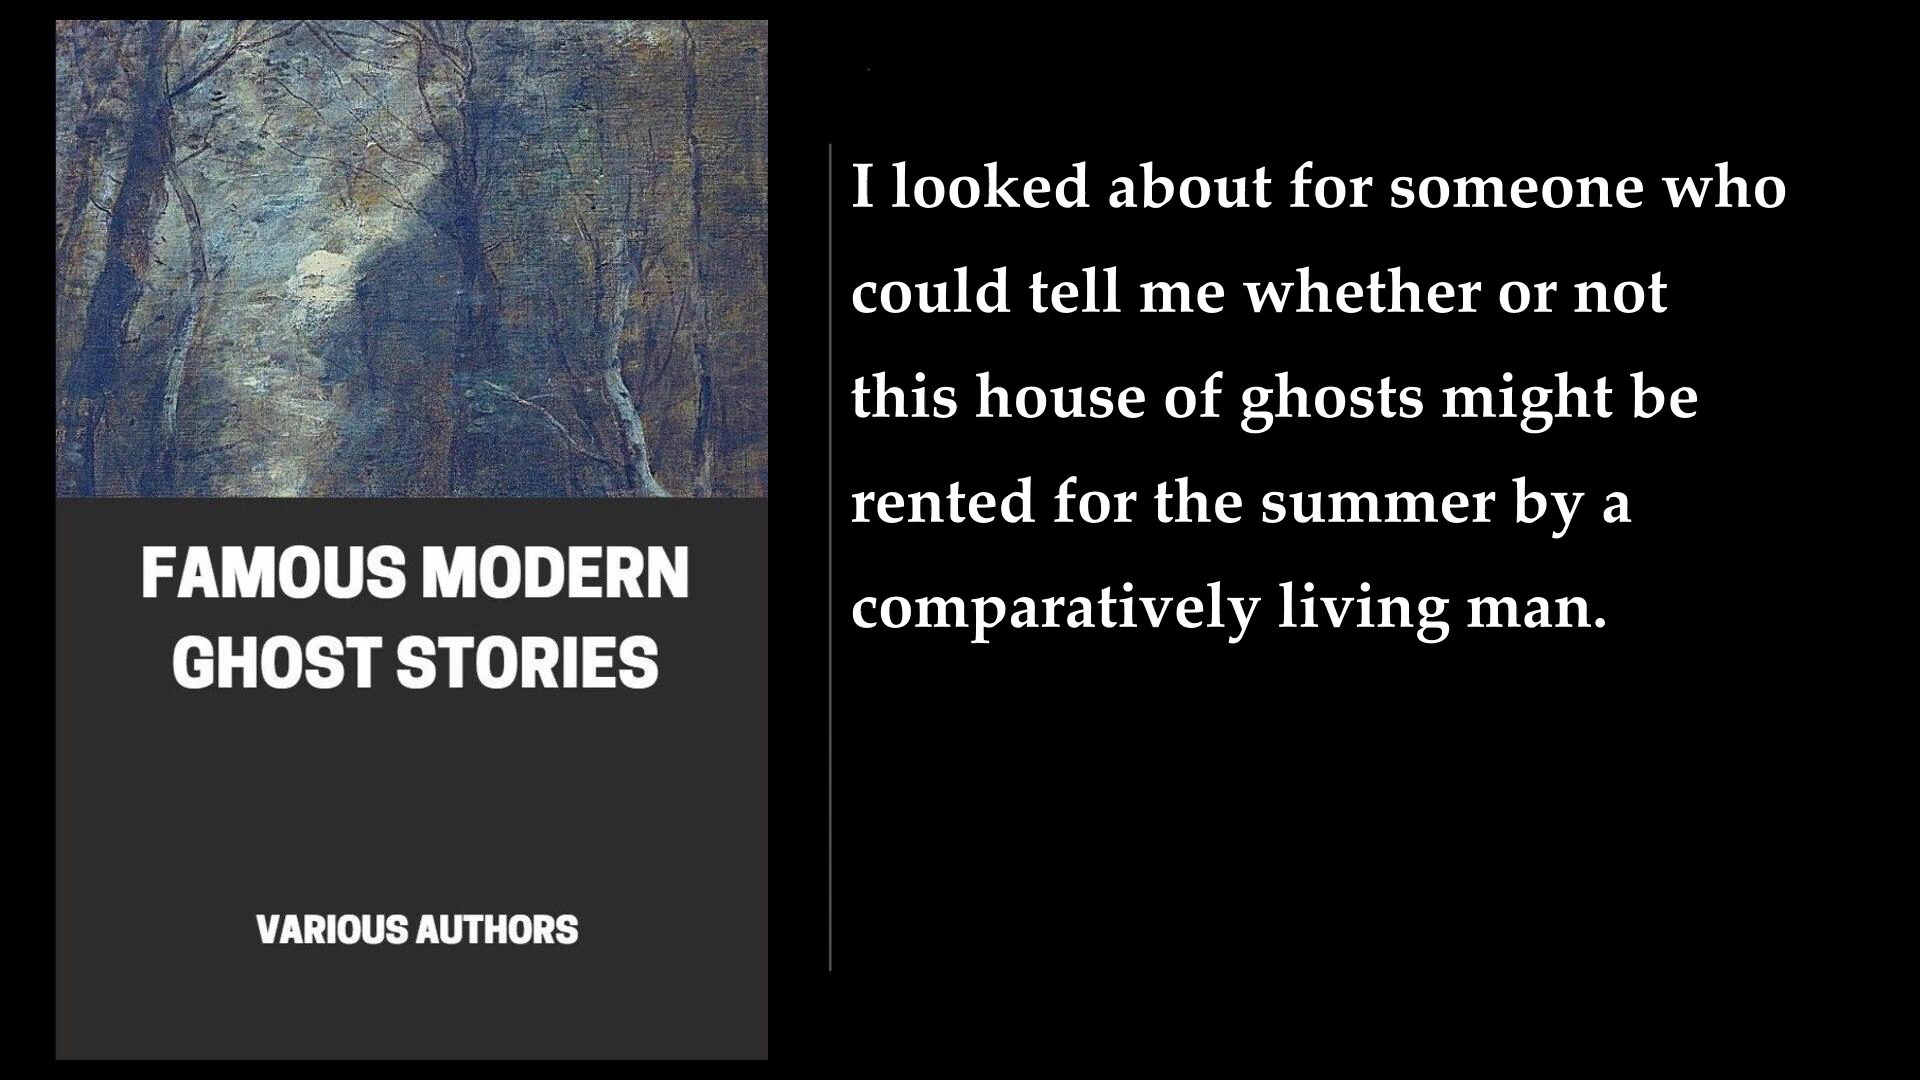 FAMOUS MODERN
GHOST STORIES
VARIOUS AUTHORS
I looked about for someone who
could tell me whether or not
this house of ghosts might be
rented for the summer by a
comparatively living man.